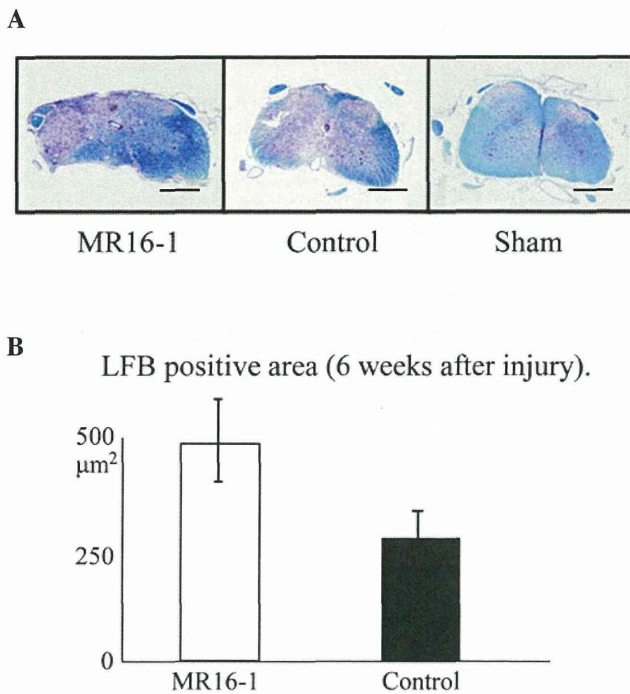 A
MR16-1 Control Sham
B
LFB positive area (6 weeks after injury).
500
μm²
250
0
MR16-1 Control